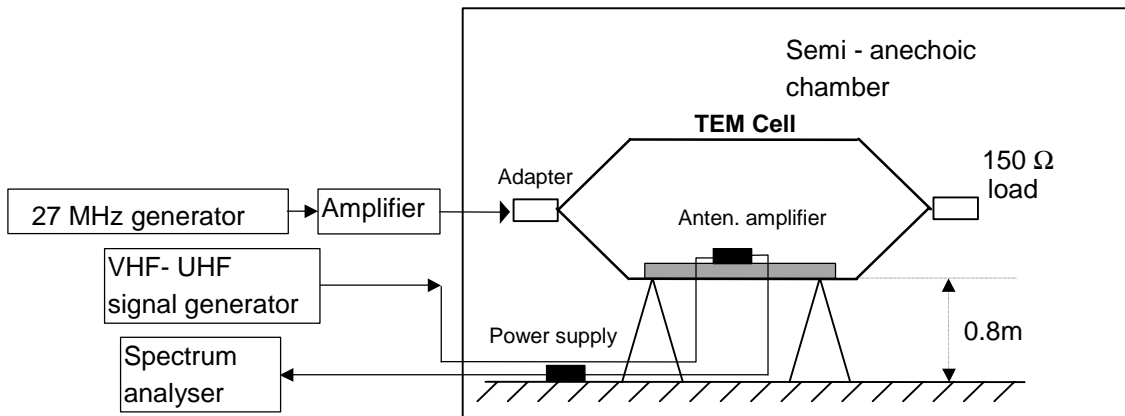 Semi - anechoic
chamber
TEM Cell
150 Ω
load
Adapter
27 MHz generator
Amplifier
Anten. amplifier
VHF- UHF
signal generator
Power supply
0.8m
Spectrum
analyser